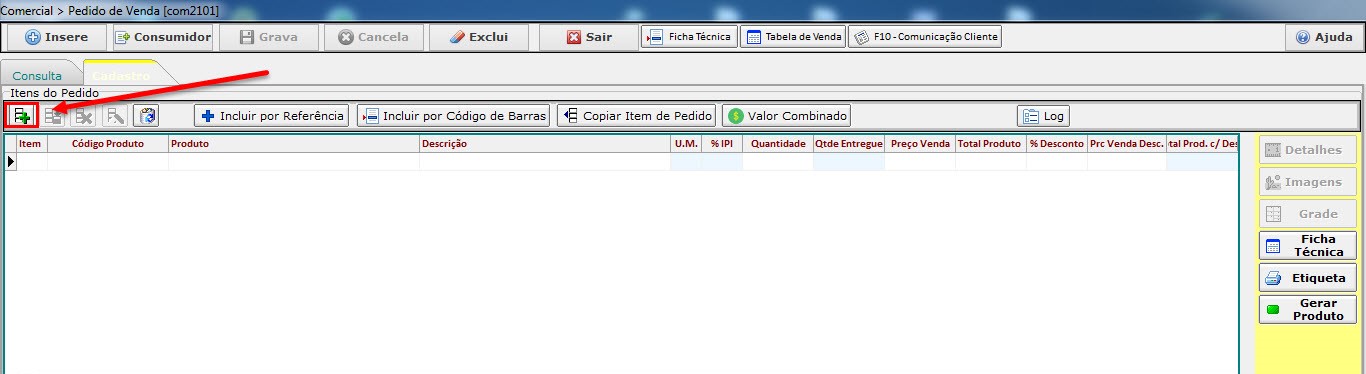 Comercial > Pedido de Venda [com2101]
Insere Consumidor Grava Cancela Exclui Sair Ficha Técnica Tabela de Venda F10 - Comunicação Cliente Ajuda
Consulta Cadastro
Itens do Pedido
Incluir por Referência Incluir por Código de Barras Copiar Item de Pedido Valor Combinado Log
Item Código Produto Produto Descrição U.M. % IPI Quantidade Qtde Entregue Preço Venda Total Produto % Desconto Prc Venda Desc. tal Prod. c/ Des
Detalhes
Imagens
Grade
Ficha
Técnica
Etiqueta
Gerar
Produto